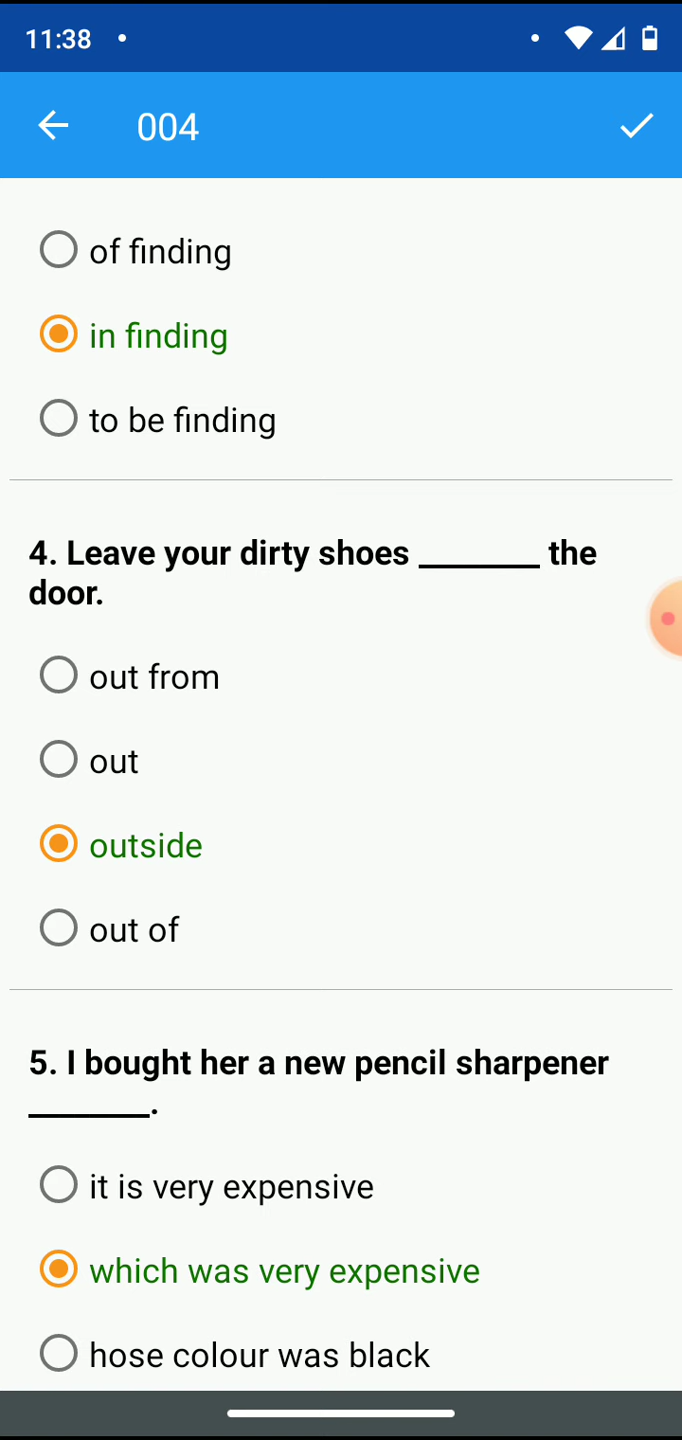 11:38
004
of finding
in finding
to be finding
4. Leave your dirty shoes _______ the
door.
out from
out
outside
out of
5. I bought her a new pencil sharpener
_______.
it is very expensive
which was very expensive
hose colour was black